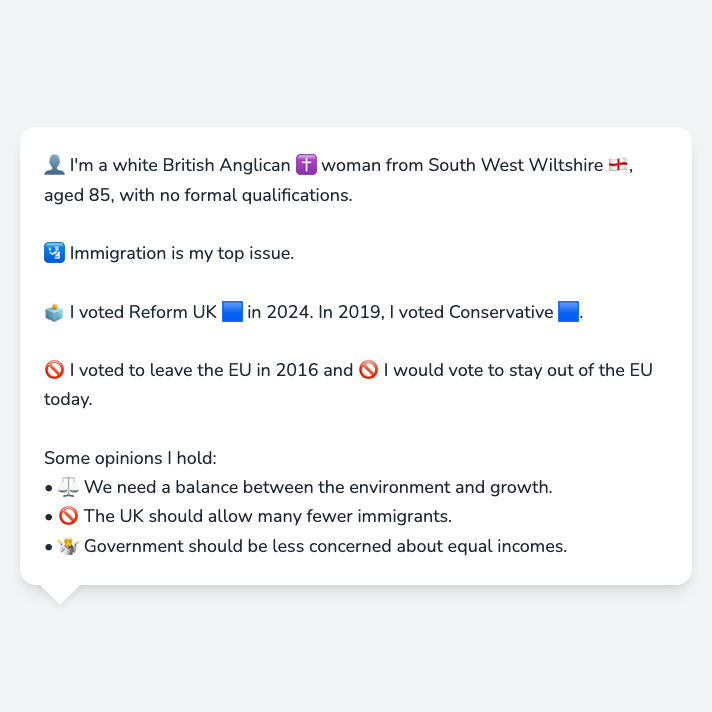 👤 I'm a white British Anglican ✝️ woman from South West Wiltshire 🏴󠁧󠁢󠁥󠁮󠁧󠁿,
aged 85, with no formal qualifications.
🛂 Immigration is my top issue.
🗳️ I voted Reform UK 🟦 in 2024. In 2019, I voted Conservative 🟦.
🚫 I voted to leave the EU in 2016 and 🚫 I would vote to stay out of the EU
today.
Some opinions I hold:
• ⚖️ We need a balance between the environment and growth.
• 🚫 The UK should allow many fewer immigrants.
• 🤷 Government should be less concerned about equal incomes.